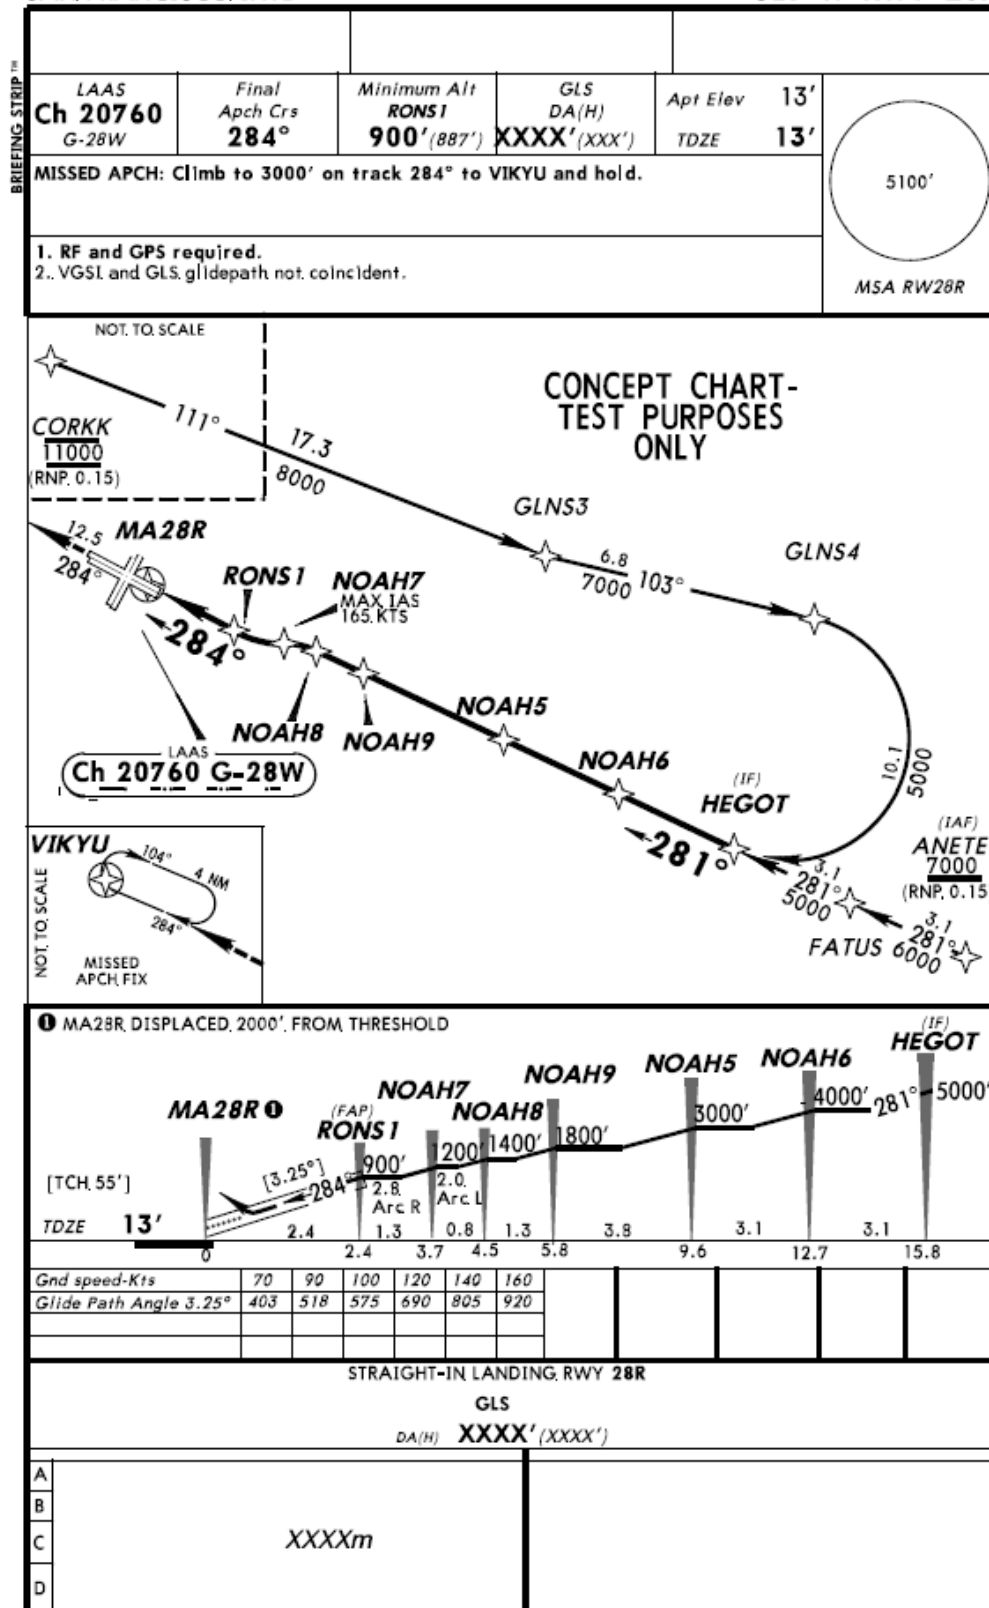 BRIEFING STRIP™
LAAS
Ch 20760
G-28W
Final
Apch Crs
284°
Minimum Alt
RONS1
900' (887')
GLS
DA(H)
XXXX' (XXX')
Apt Elev 13'
TDZE 13'
MISSED APCH: Climb to 3000' on track 284° to VIKYU and hold.
5100'
MSA RW28R
1. RF and GPS required.
2. VGSI and GLS glidepath not coincident.
NOT TO SCALE
CORKK
11000
(RNP 0.15)
111°
17.3
8000
CONCEPT CHART-
TEST PURPOSES
ONLY
GLNS3
6.8
7000 103°
GLNS4
12.5
284°
MA28R
RONS1
NOAH7
MAX IAS
165 KTS
284°
NOAH8
NOAH9
NOAH5
NOAH6
LAAS
Ch 20760 G-28W
(IF)
HEGOT
281°
10.1
5000
(IAF)
ANETE
7000
(RNP 0.15
3.1
281°
5000
3.1
281°
FATUS 6000
VIKYU
NOT TO SCALE
104°
4 NM
284°
MISSED
APCH FIX
1 MA28R DISPLACED 2000' FROM THRESHOLD
(IF)
HEGOT
NOAH6
NOAH5
NOAH9
NOAH7
NOAH8
MA28R 1
(FAP)
RONS1
5000'
281°
4000'
3000'
1800'
1400'
1200'
900'
[TCH 55']
[3.25°]
284°
2.8
Arc R
2.0
Arc L
TDZE 13'
2.4 1.3 0.8 1.3 3.8 3.1 3.1
0 2.4 3.7 4.5 5.8 9.6 12.7 15.8
Gnd speed-Kts 70 90 100 120 140 160
Glide Path Angle 3.25° 403 518 575 690 805 920
STRAIGHT-IN LANDING RWY 28R
GLS
DA(H) XXXX' (XXXX')
A
B
C
D
XXXXm